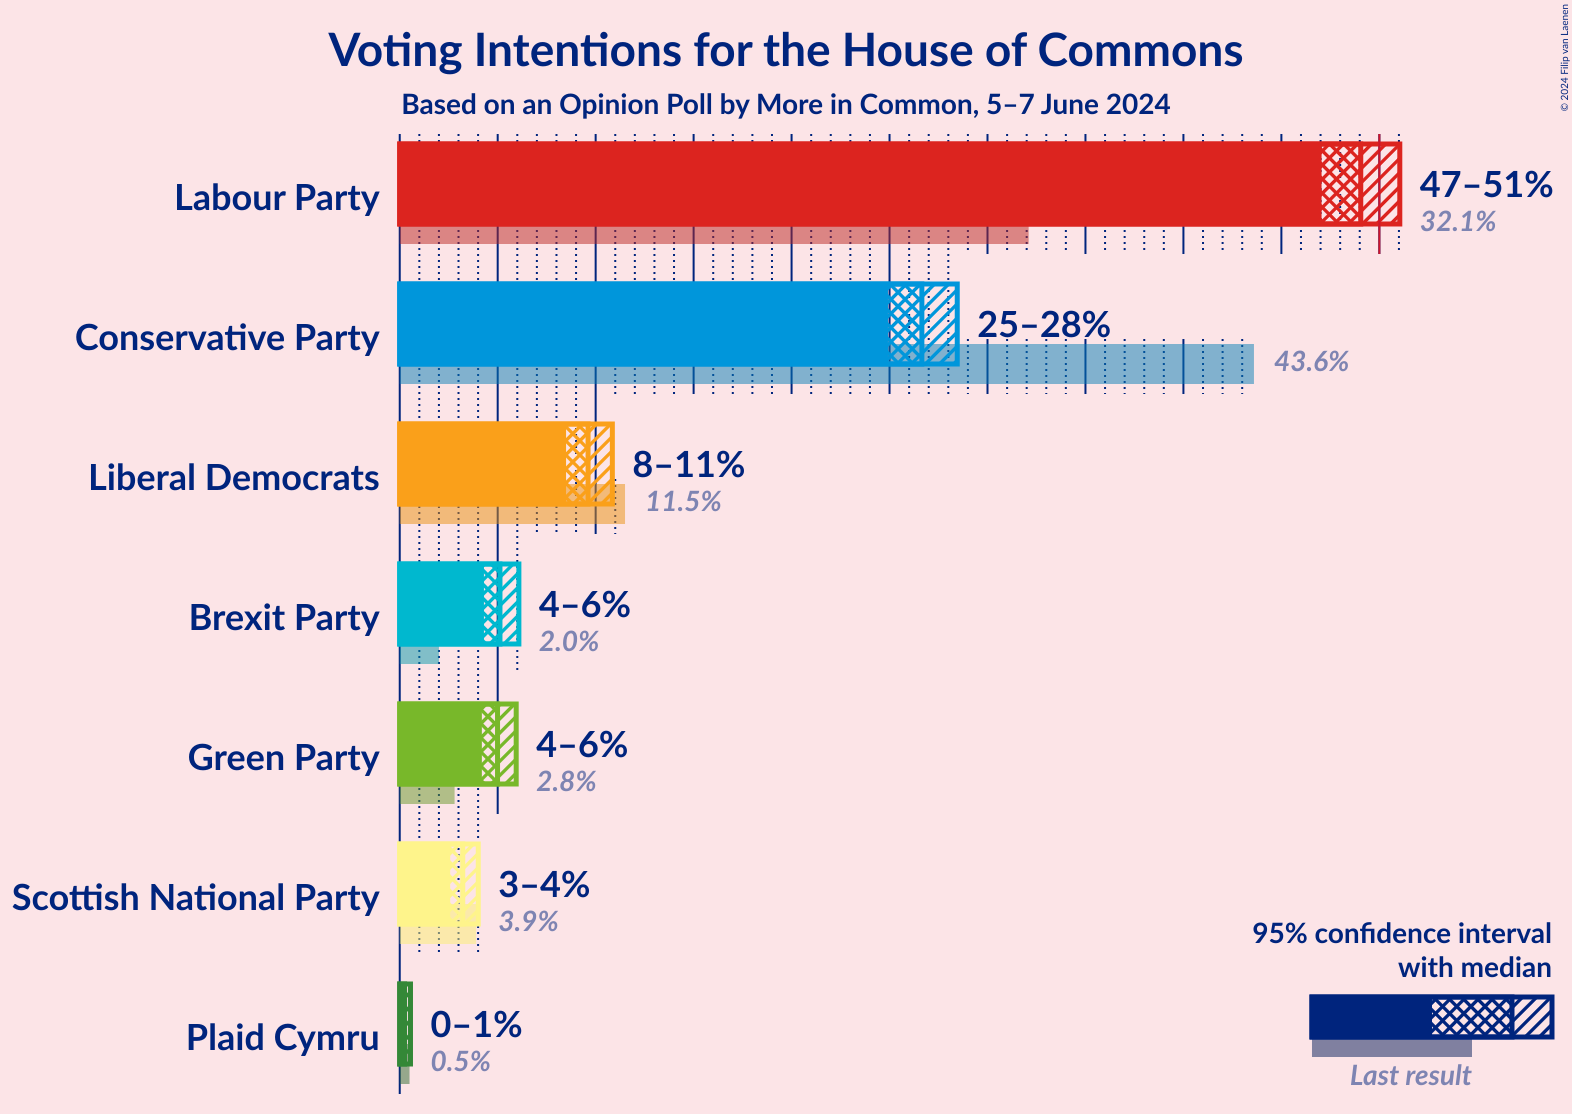 Voting Intentions for the House of Commons
Based on an Opinion Poll by More in Common, 5–7 June 2024
© 2024 Filip van Laenen
Labour Party
47–51%
32.1%
Conservative Party
25–28%
43.6%
Liberal Democrats
8–11%
11.5%
Brexit Party
4–6%
2.0%
Green Party
4–6%
2.8%
Scottish National Party
3–4%
3.9%
Plaid Cymru
0–1%
0.5%
95% confidence interval
with median
Last result